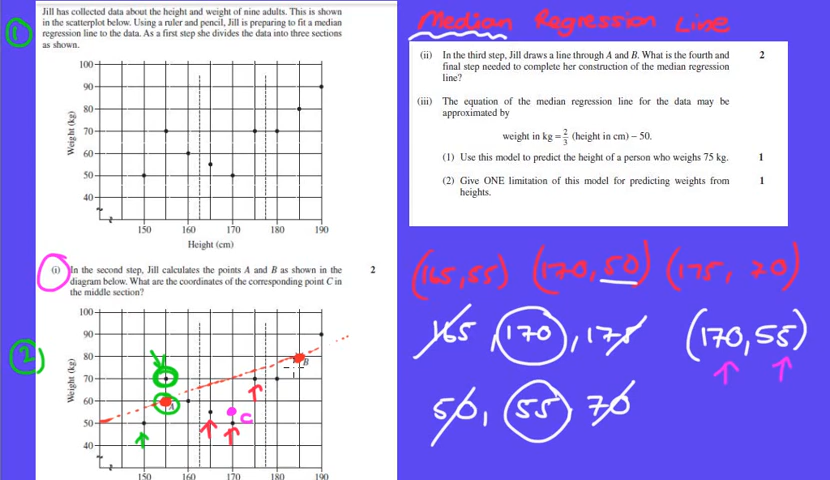 1
Jill has collected data about the height and weight of nine adults. This is shown
in the scatterplot below. Using a ruler and pencil, Jill is preparing to fit a median
regression line to the data. As a first step she divides the data into three sections
as shown.
100
90
80
70
60
50
40
Weight (kg)
150 160 170 180 190
Height (cm)
(i) In the second step, Jill calculates the points A and B as shown in the 2
diagram below. What are the coordinates of the corresponding point C in
the middle section?
2
100
90
80
70
60
50
40
Weight (kg)
A
B
C
150 160 170 180 190
Median Regression Line
(ii) In the third step, Jill draws a line through A and B. What is the fourth and 2
final step needed to complete her construction of the median regression
line?
(iii) The equation of the median regression line for the data may be
approximated by
weight in kg = 2/3 (height in cm) – 50.
(1) Use this model to predict the height of a person who weighs 75 kg. 1
(2) Give ONE limitation of this model for predicting weights from 1
heights.
(165,55) (170,50) (175, 70)
165, 170, 175 (170,55)
50, 55, 70